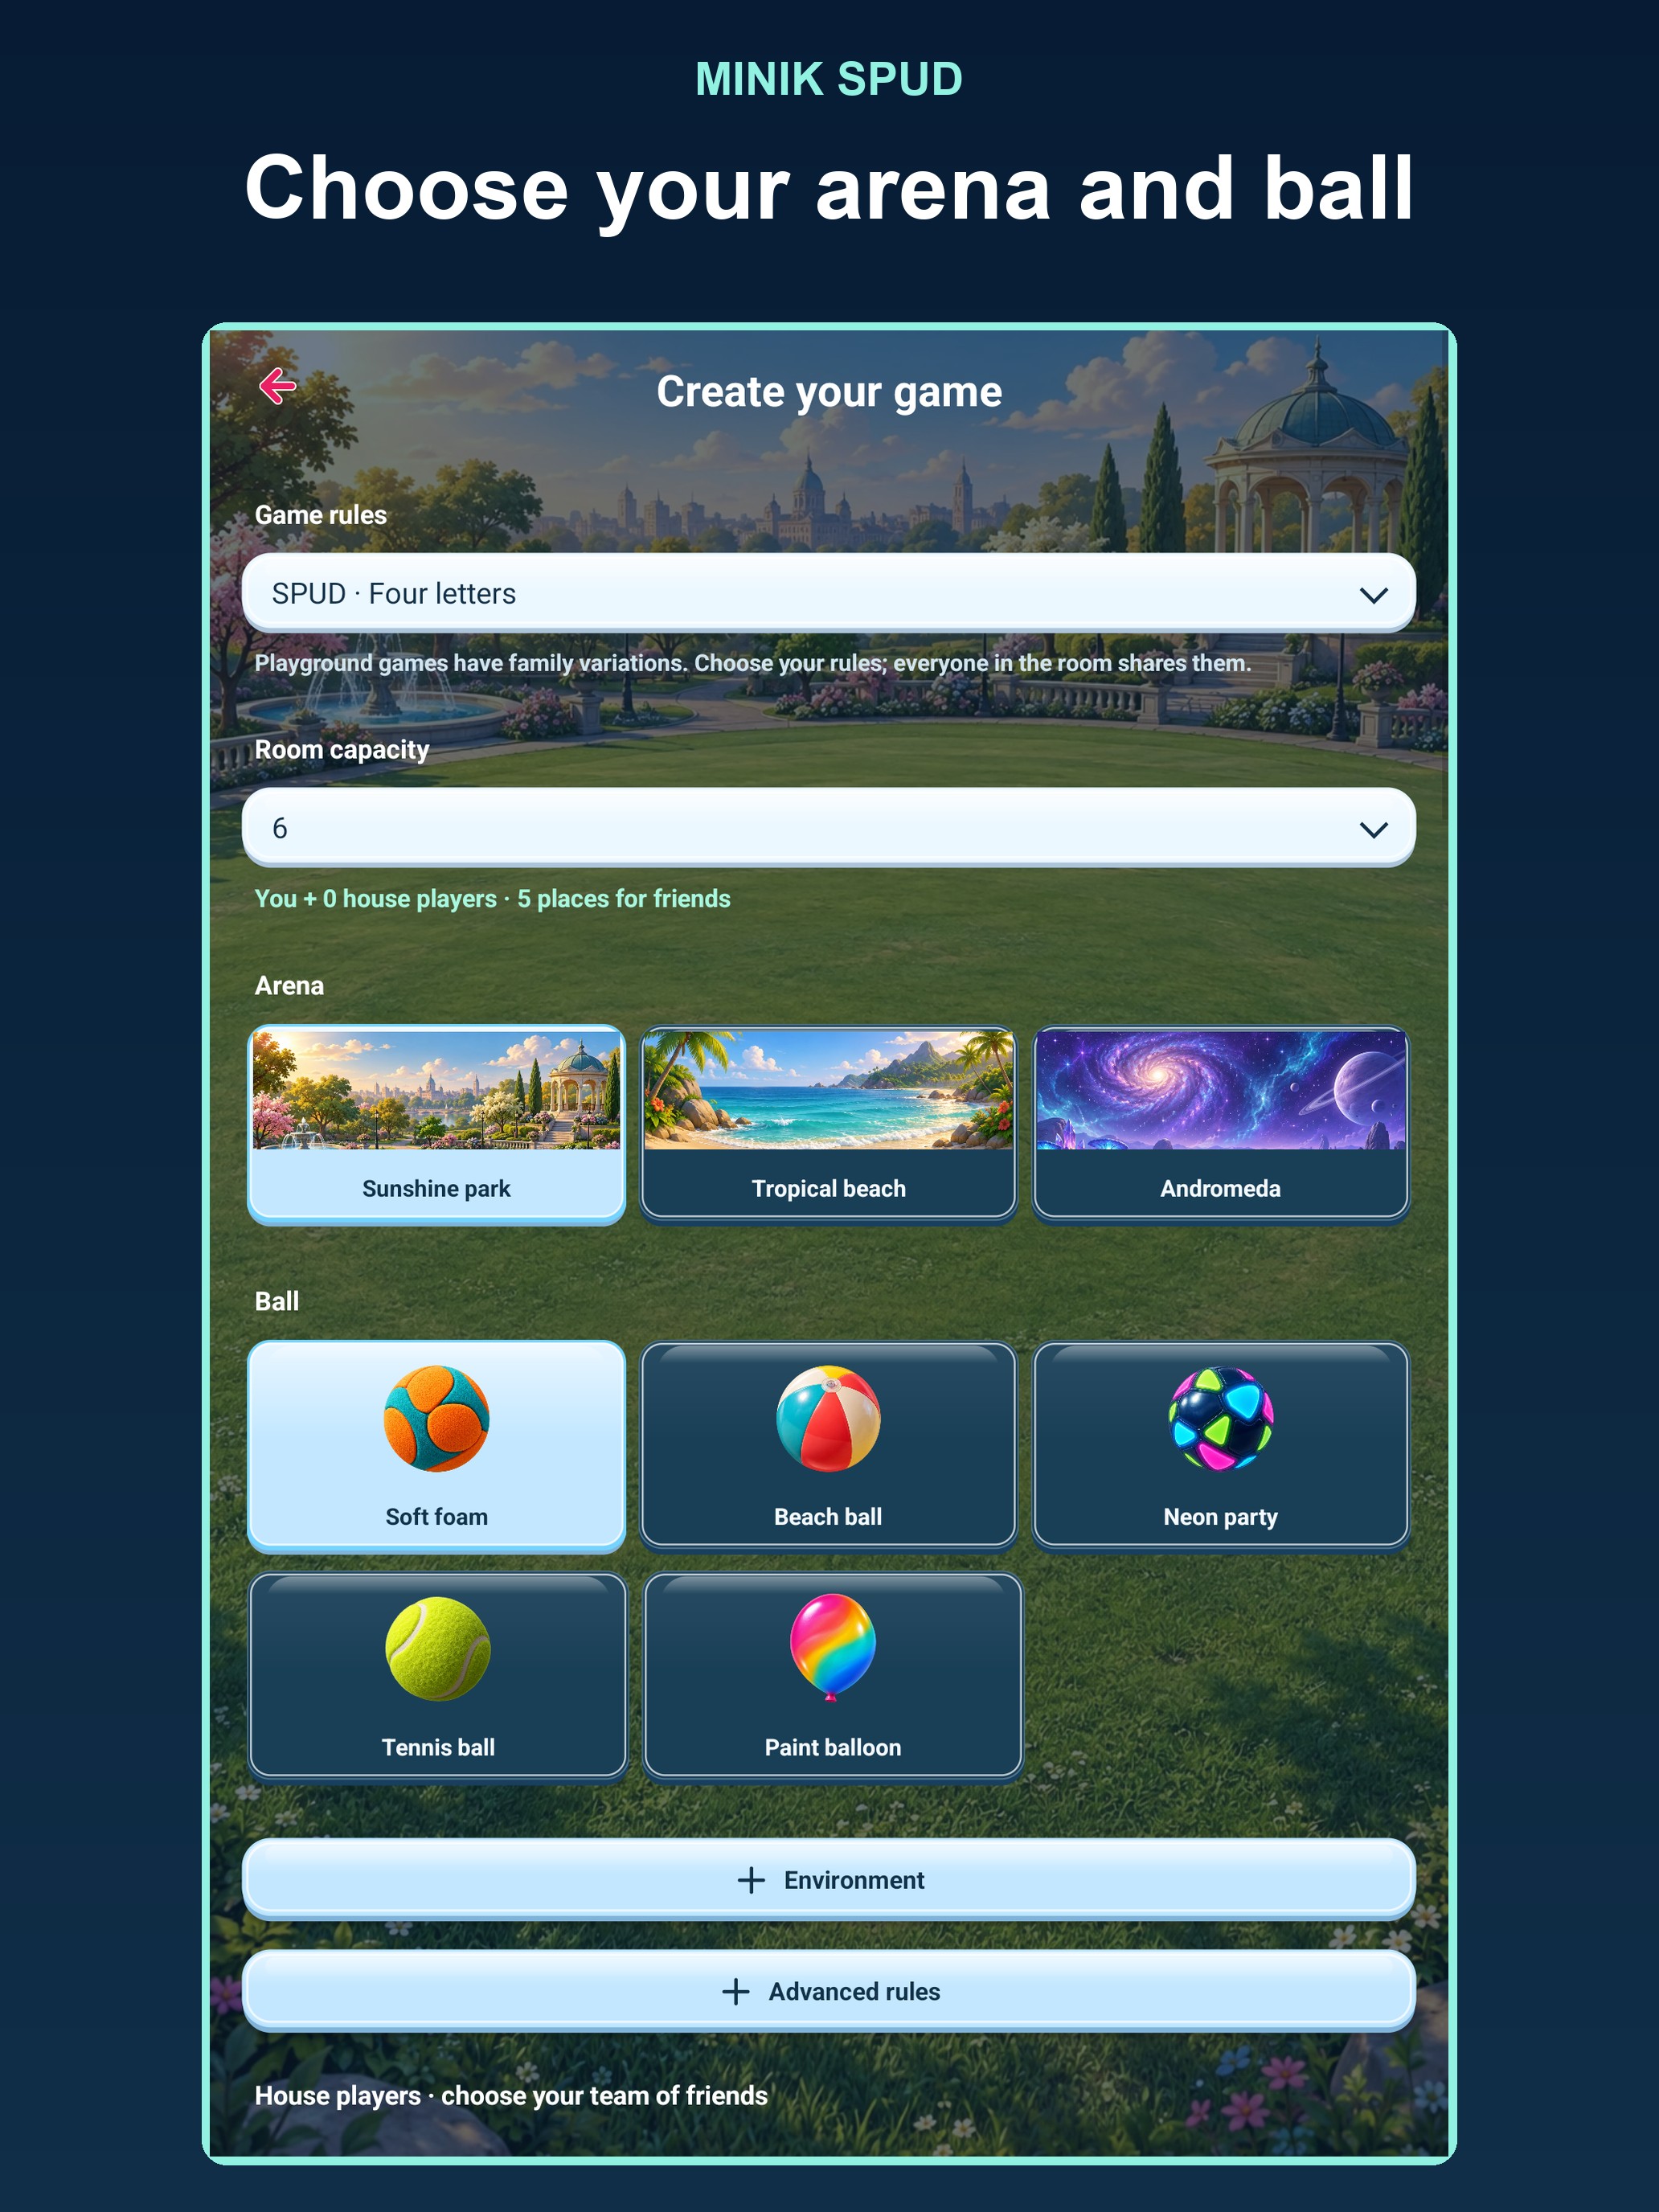 MINIK SPUD
Choose your arena and ball
Create your game
Game rules
SPUD · Four letters
Playground games have family variations. Choose your rules; everyone in the room shares them.
Room capacity
6
You + 0 house players · 5 places for friends
Arena
Sunshine park
Tropical beach
Andromeda
Ball
Soft foam
Beach ball
Neon party
Tennis ball
Paint balloon
+ Environment
+ Advanced rules
House players · choose your team of friends